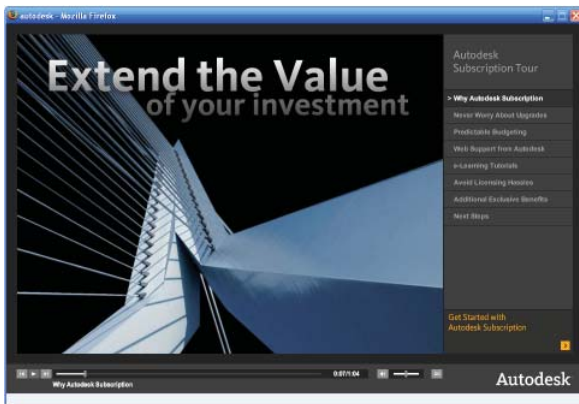 autodesk - Mozilla Firefox
Extend the Value
of your investment
Autodesk
Subscription Tour
> Why Autodesk Subscription
Never Worry About Upgrades
Predictable Budgeting
Web Support from Autodesk
e-Learning Tutorials
Avoid Licensing Hassles
Additional Exclusive Benefits
Next Steps
Get Started with
Autodesk Subscription
0:07/1:04
Why Autodesk Subscription
Autodesk